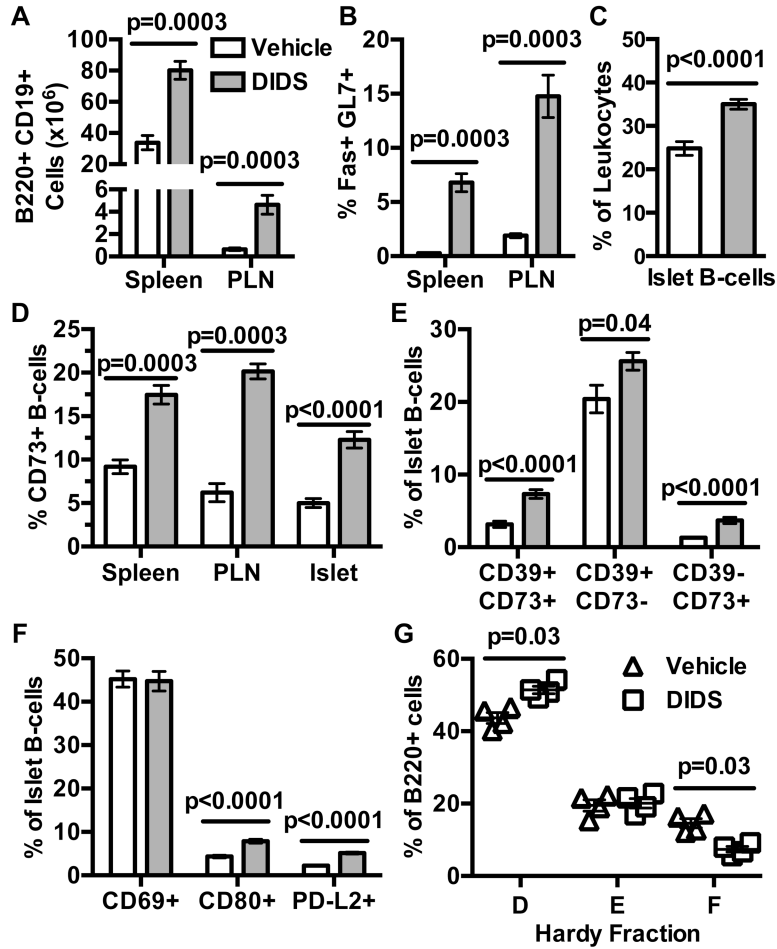 A
p=0.0003
Vehicle
DIDS
p=0.0003
B220+ CD19+
Cells (x10⁶)
100
80
60
40
20
6
4
2
0
Spleen PLN
B
p=0.0003
p=0.0003
% Fas+ GL7+
20
15
10
5
0
Spleen PLN
C
p<0.0001
% of Leukocytes
50
40
30
20
10
0
Islet B-cells
D
p=0.0003
p=0.0003
p<0.0001
% CD73+ B-cells
25
20
15
10
5
0
Spleen PLN Islet
E
p=0.04
p<0.0001
p<0.0001
% of Islet B-cells
30
20
10
0
CD39+ CD39+ CD39-
CD73+ CD73- CD73+
F
p<0.0001
p<0.0001
% of Islet B-cells
50
40
30
20
10
0
CD69+ CD80+ PD-L2+
G
p=0.03
Vehicle
DIDS
p=0.03
% of B220+ cells
60
40
20
0
D E F
Hardy Fraction